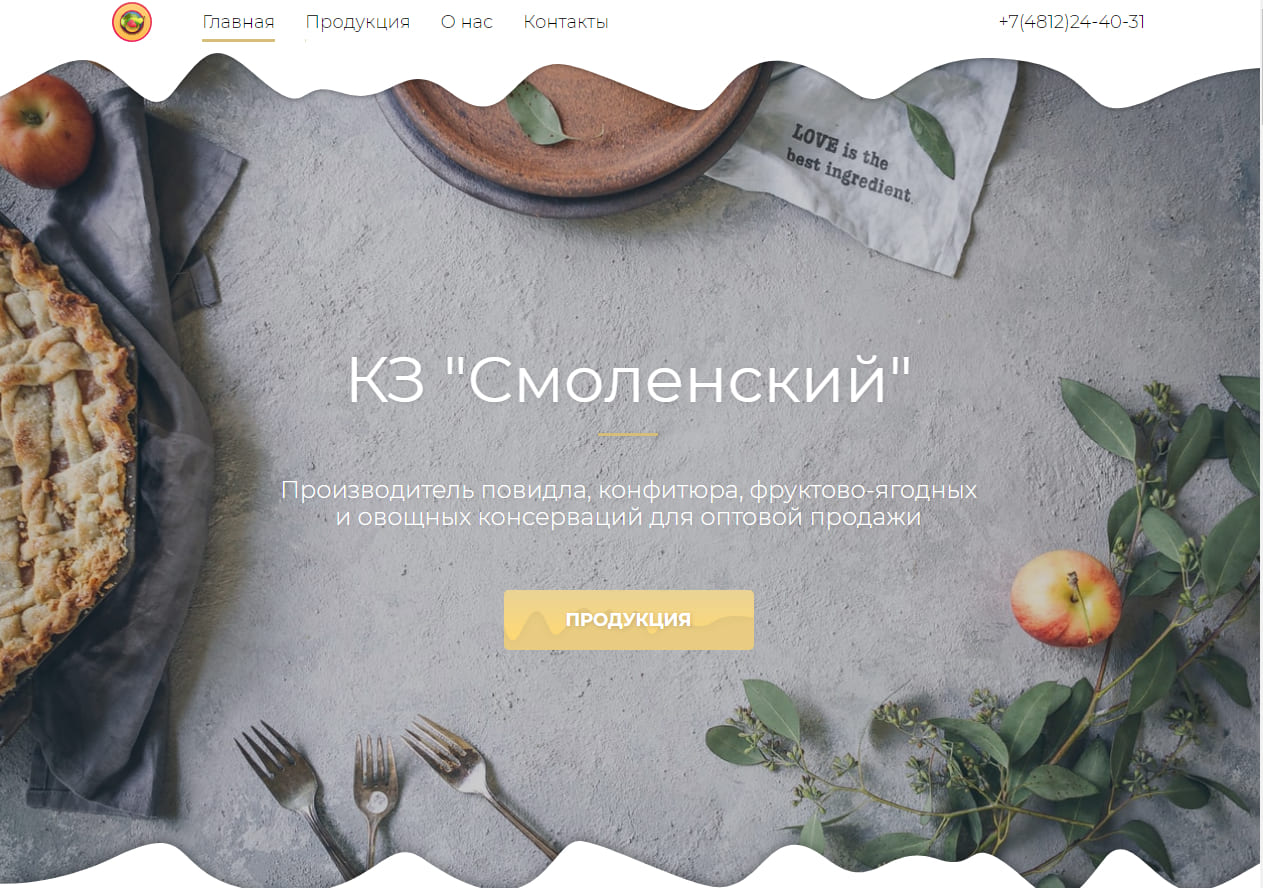 Главная
Продукция
О нас
Контакты
+7(4812)24-40-31
LOVE is the
best ingredient.
КЗ "Смоленский"
Производитель повидла, конфитюра, фруктово-ягодных
и овощных консерваций для оптовой продажи
ПРОДУКЦИЯ